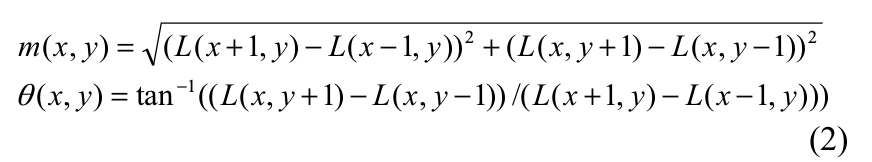 m(x, y) = √((L(x+1, y) − L(x−1, y))² + (L(x, y+1) − L(x, y−1))²)
θ(x, y) = tan⁻¹((L(x, y+1) − L(x, y−1)) /(L(x+1, y) − L(x−1, y)))
(2)